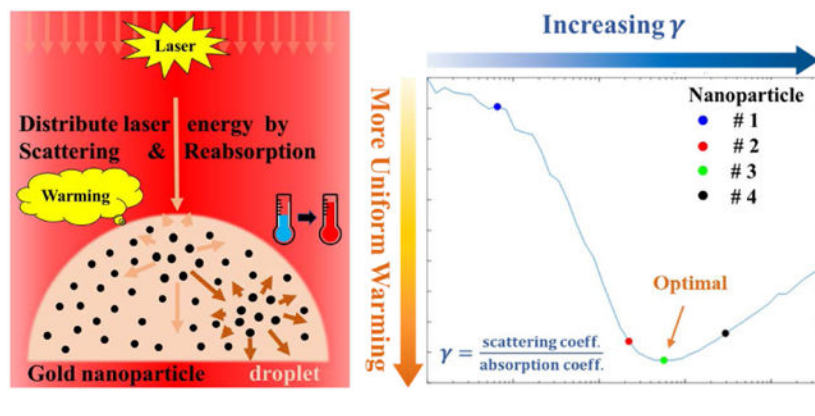 Laser
Distribute laser energy by
Scattering & Reabsorption
Warming
Gold nanoparticle droplet
Increasing γ
More Uniform Warming
Nanoparticle
# 1
# 2
# 3
# 4
Optimal
γ = scattering coeff.
absorption coeff.